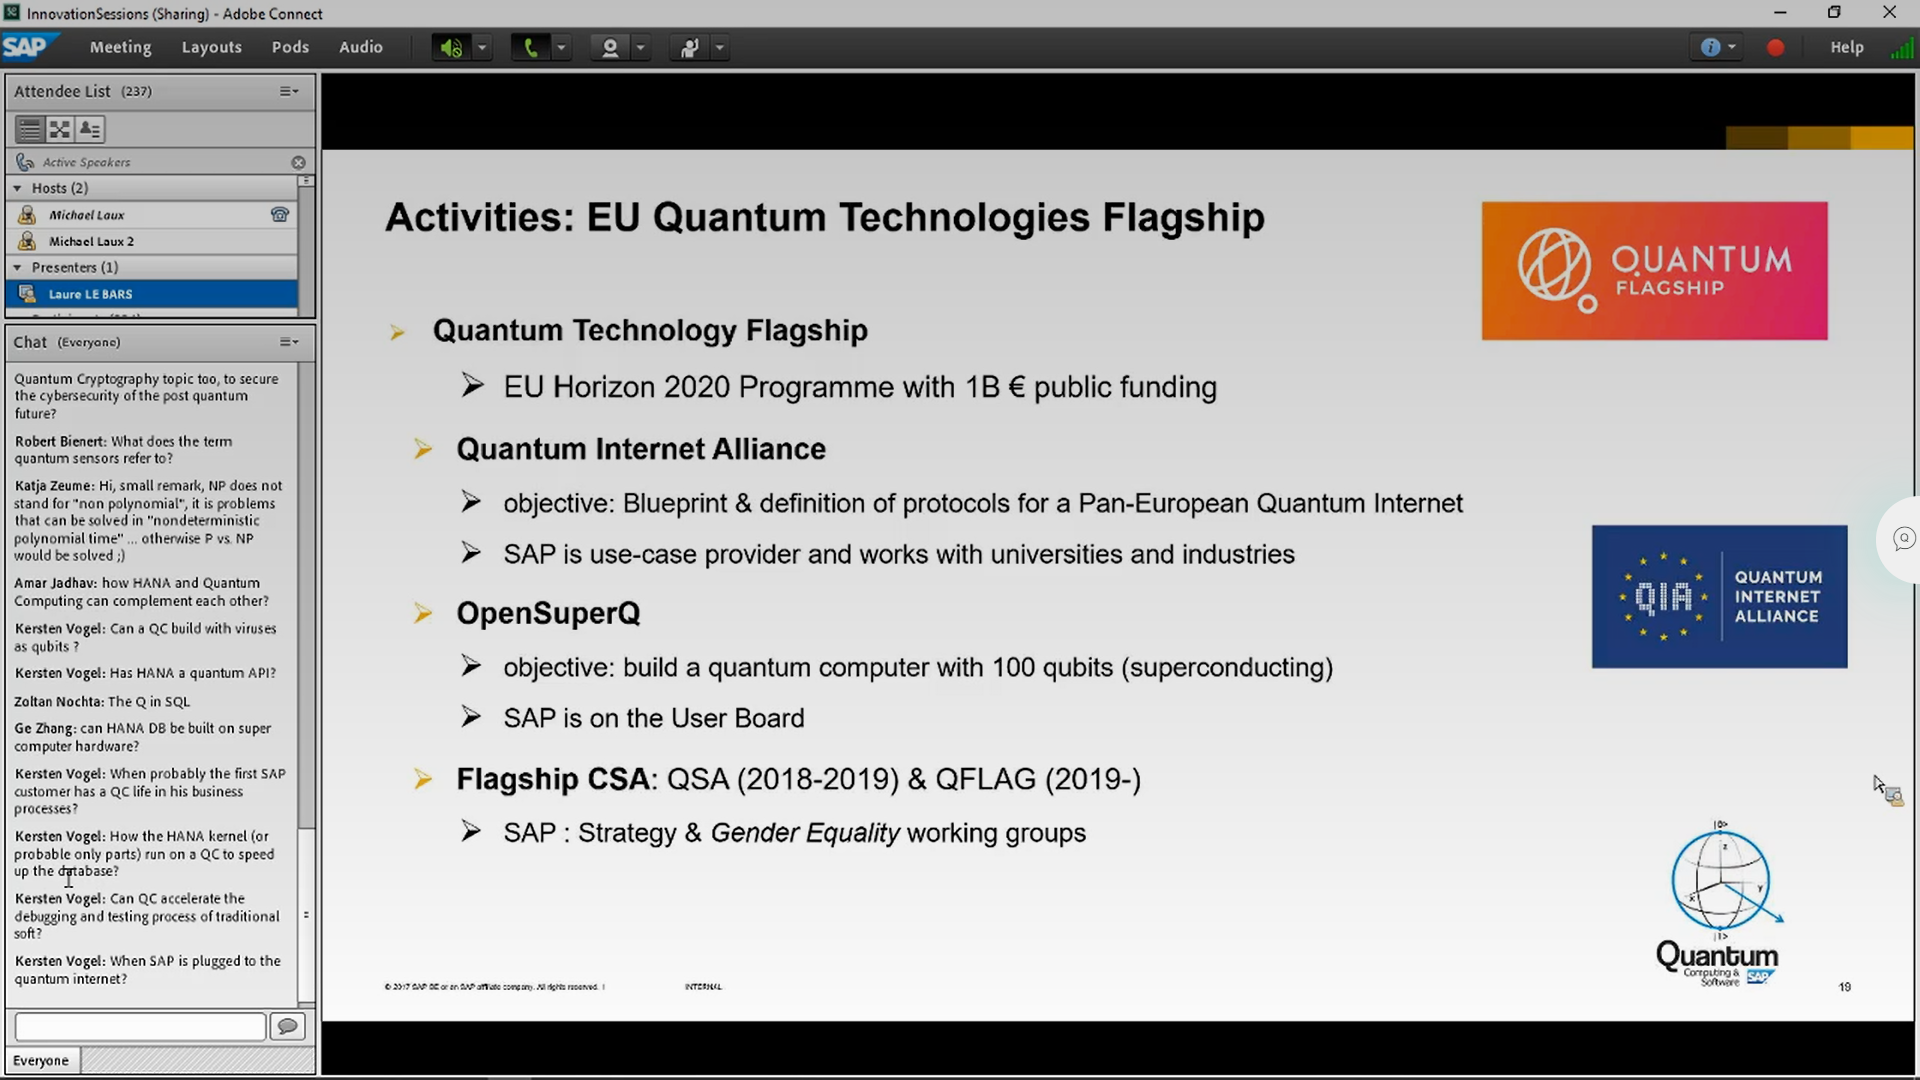 InnovationSessions (Sharing) - Adobe Connect
SAP Meeting Layouts Pods Audio Help
Attendee List (237)
Active Speakers
Hosts (2)
Michael Laux
Michael Laux 2
Presenters (1)
Laure LE BARS
Chat (Everyone)
Quantum Cryptography topic too, to secure
the cybersecurity of the post quantum
future?
Robert Bienert: What does the term
quantum sensors refer to?
Katja Zeume: Hi, small remark, NP does not
stand for "non polynomial", it is problems
that can be solved in "nondeterministic
polynomial time" ... otherwise P vs. NP
would be solved ;)
Amar Jadhav: how HANA and Quantum
Computing can complement each other?
Kersten Vogel: Can a QC build with viruses
as qubits ?
Kersten Vogel: Has HANA a quantum API?
Zoltan Nochta: The Q in SQL
Ge Zhang: can HANA DB be built on super
computer hardware?
Kersten Vogel: When probably the first SAP
customer has a QC life in his business
processes?
Kersten Vogel: How the HANA kernel (or
probable only parts) run on a QC to speed
up the database?
Kersten Vogel: Can QC accelerate the
debugging and testing process of traditional
soft?
Kersten Vogel: When SAP is plugged to the
quantum internet?
Everyone
Activities: EU Quantum Technologies Flagship
QUANTUM
FLAGSHIP
Quantum Technology Flagship
EU Horizon 2020 Programme with 1B € public funding
Quantum Internet Alliance
objective: Blueprint & definition of protocols for a Pan-European Quantum Internet
SAP is use-case provider and works with universities and industries
QIA
QUANTUM
INTERNET
ALLIANCE
OpenSuperQ
objective: build a quantum computer with 100 qubits (superconducting)
SAP is on the User Board
Flagship CSA: QSA (2018-2019) & QFLAG (2019-)
SAP : Strategy & Gender Equality working groups
|0>
z
y
x
|1>
Quantum
Computing &
Software SAP
© 2017 SAP SE or an SAP affiliate company. All rights reserved. | INTERNAL 19